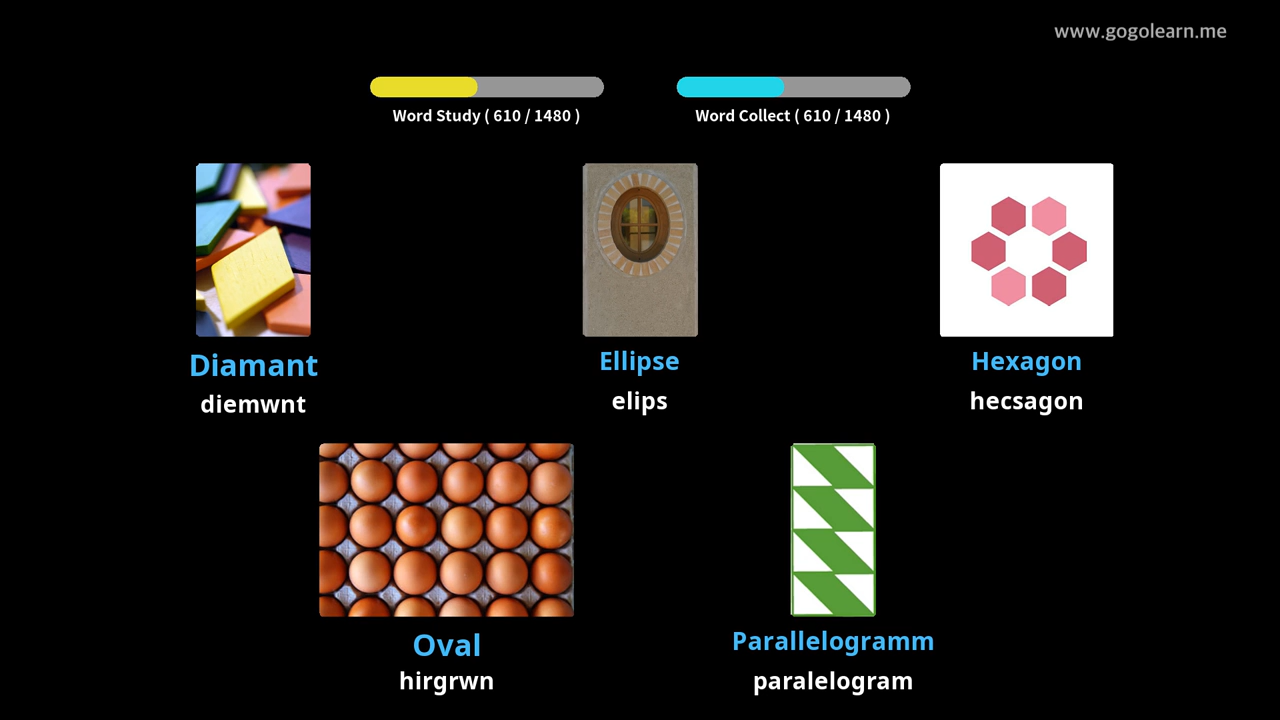 www.gogolearn.me
Word Study ( 610 / 1480 )
Word Collect ( 610 / 1480 )
Diamant
diemwnt
Ellipse
elips
Hexagon
hecsagon
Oval
hirgrwn
Parallelogramm
paralelogram